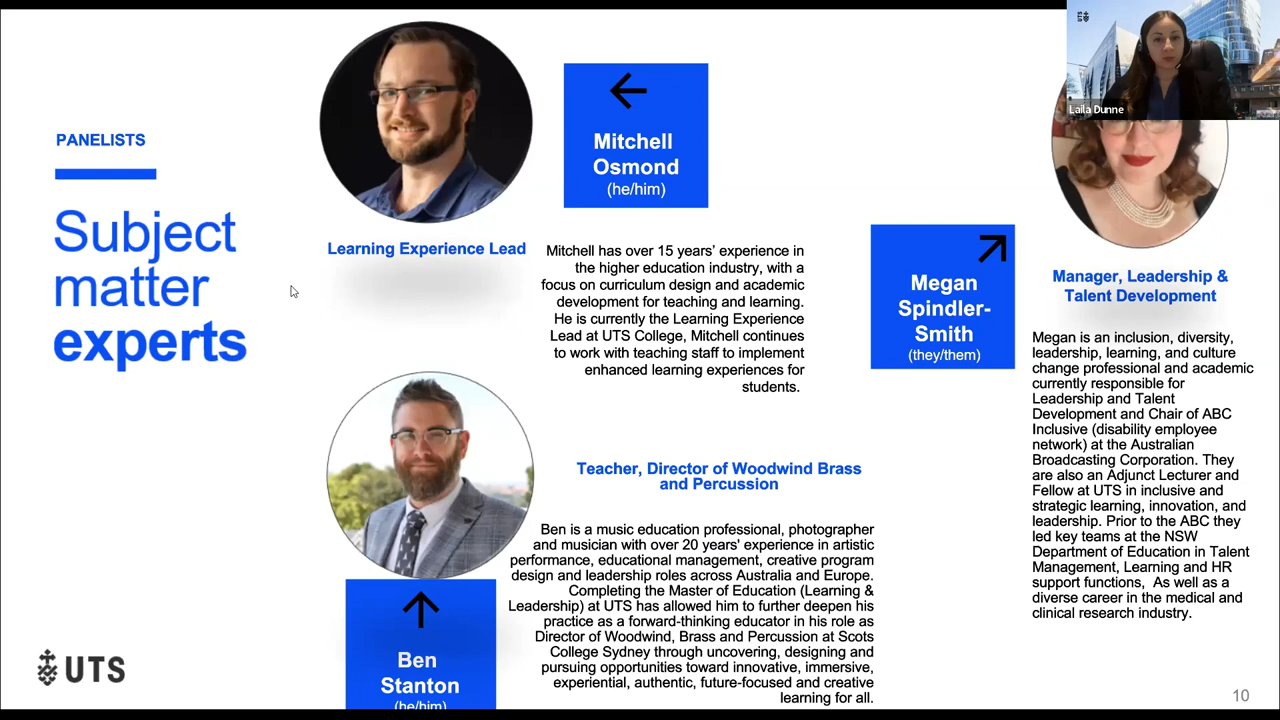 PANELISTS
Subject
matter
experts
Mitchell
Osmond
(he/him)
Learning Experience Lead
Mitchell has over 15 years’ experience in
the higher education industry, with a
focus on curriculum design and academic
development for teaching and learning.
He is currently the Learning Experience
Lead at UTS College, Mitchell continues
to work with teaching staff to implement
enhanced learning experiences for
students.
Teacher, Director of Woodwind Brass
and Percussion
Ben is a music education professional, photographer
and musician with over 20 years' experience in artistic
performance, educational management, creative program
design and leadership roles across Australia and Europe.
Completing the Master of Education (Learning &
Leadership) at UTS has allowed him to further deepen his
practice as a forward-thinking educator in his role as
Director of Woodwind, Brass and Percussion at Scots
College Sydney through uncovering, designing and
pursuing opportunities toward innovative, immersive,
experiential, authentic, future-focused and creative
learning for all.
Ben
Stanton
(he/him)
Laila Dunne
Megan
Spindler-
Smith
(they/them)
Manager, Leadership &
Talent Development
Megan is an inclusion, diversity,
leadership, learning, and culture
change professional and academic
currently responsible for
Leadership and Talent
Development and Chair of ABC
Inclusive (disability employee
network) at the Australian
Broadcasting Corporation. They
are also an Adjunct Lecturer and
Fellow at UTS in inclusive and
strategic learning, innovation, and
leadership. Prior to the ABC they
led key teams at the NSW
Department of Education in Talent
Management, Learning and HR
support functions, As well as a
diverse career in the medical and
clinical research industry.
UTS
10